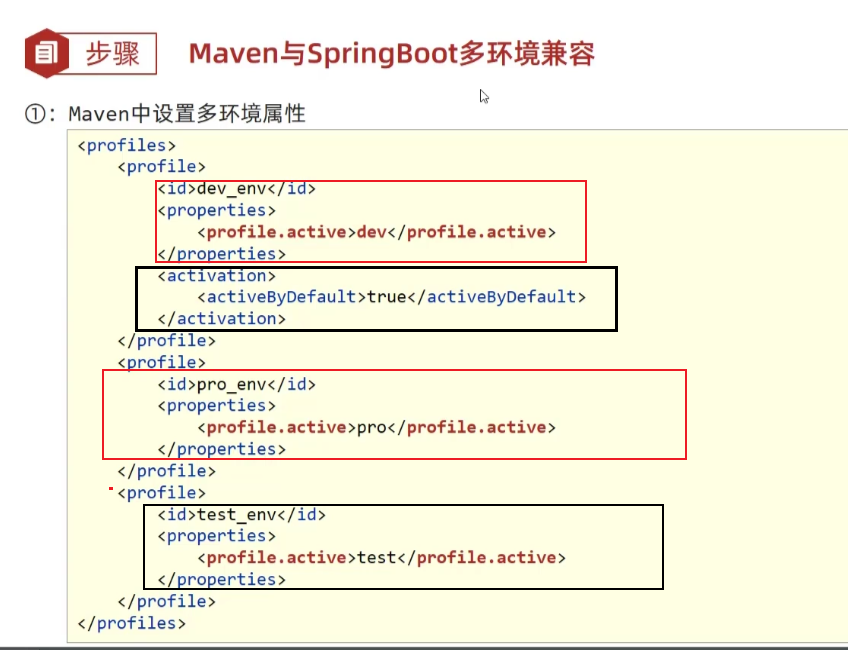 步骤
Maven与SpringBoot多环境兼容
①：Maven中设置多环境属性
<profiles>
    <profile>
        <id>dev_env</id>
        <properties>
            <profile.active>dev</profile.active>
        </properties>
        <activation>
            <activeByDefault>true</activeByDefault>
        </activation>
    </profile>
    <profile>
        <id>pro_env</id>
        <properties>
            <profile.active>pro</profile.active>
        </properties>
    </profile>
    <profile>
        <id>test_env</id>
        <properties>
            <profile.active>test</profile.active>
        </properties>
    </profile>
</profiles>